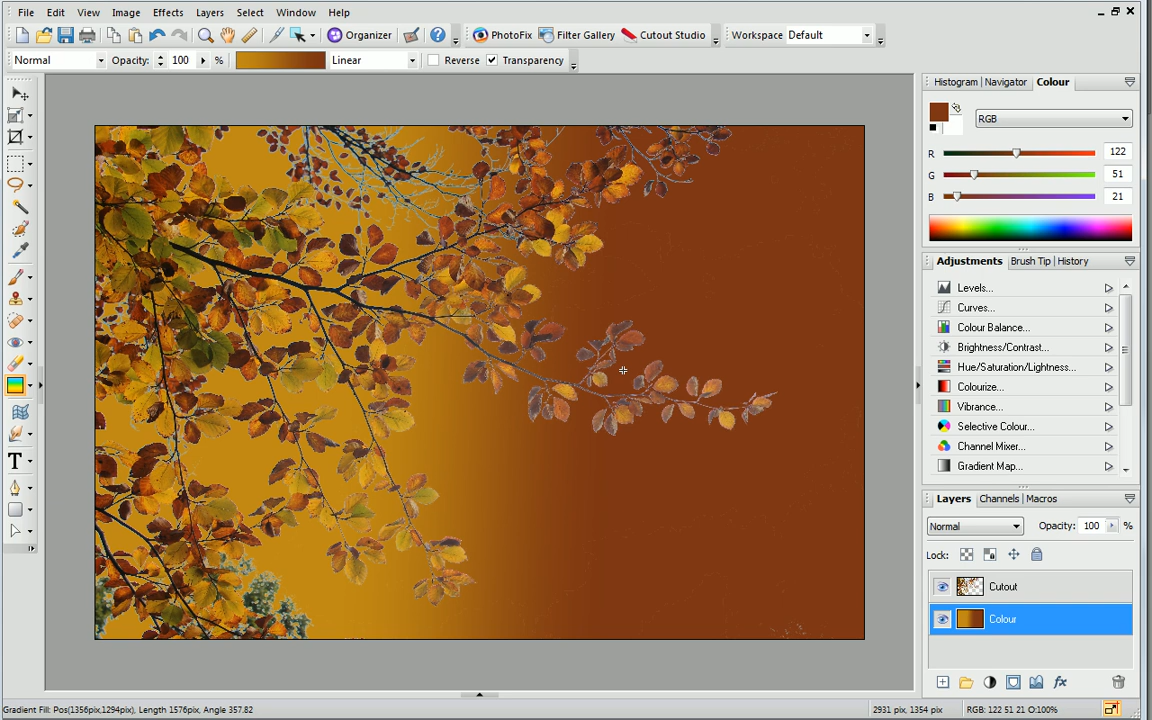 File Edit View Image Effects Layers Select Window Help
Organizer PhotoFix Filter Gallery Cutout Studio Workspace Default
Normal Opacity: 100 % Linear Reverse Transparency
Histogram | Navigator Colour
RGB
R 122
G 51
B 21
Adjustments Brush Tip | History
Levels...
Curves...
Colour Balance...
Brightness/Contrast...
Hue/Saturation/Lightness...
Colourize...
Vibrance...
Selective Colour...
Channel Mixer...
Gradient Map...
Layers Channels | Macros
Normal Opacity: 100 %
Lock:
Cutout
Colour
Gradient Fill: Pos(1356pix,1294pix), Length 1576pix, Angle 357.82 2931 pix, 1354 pix RGB: 122 51 21 O:100%